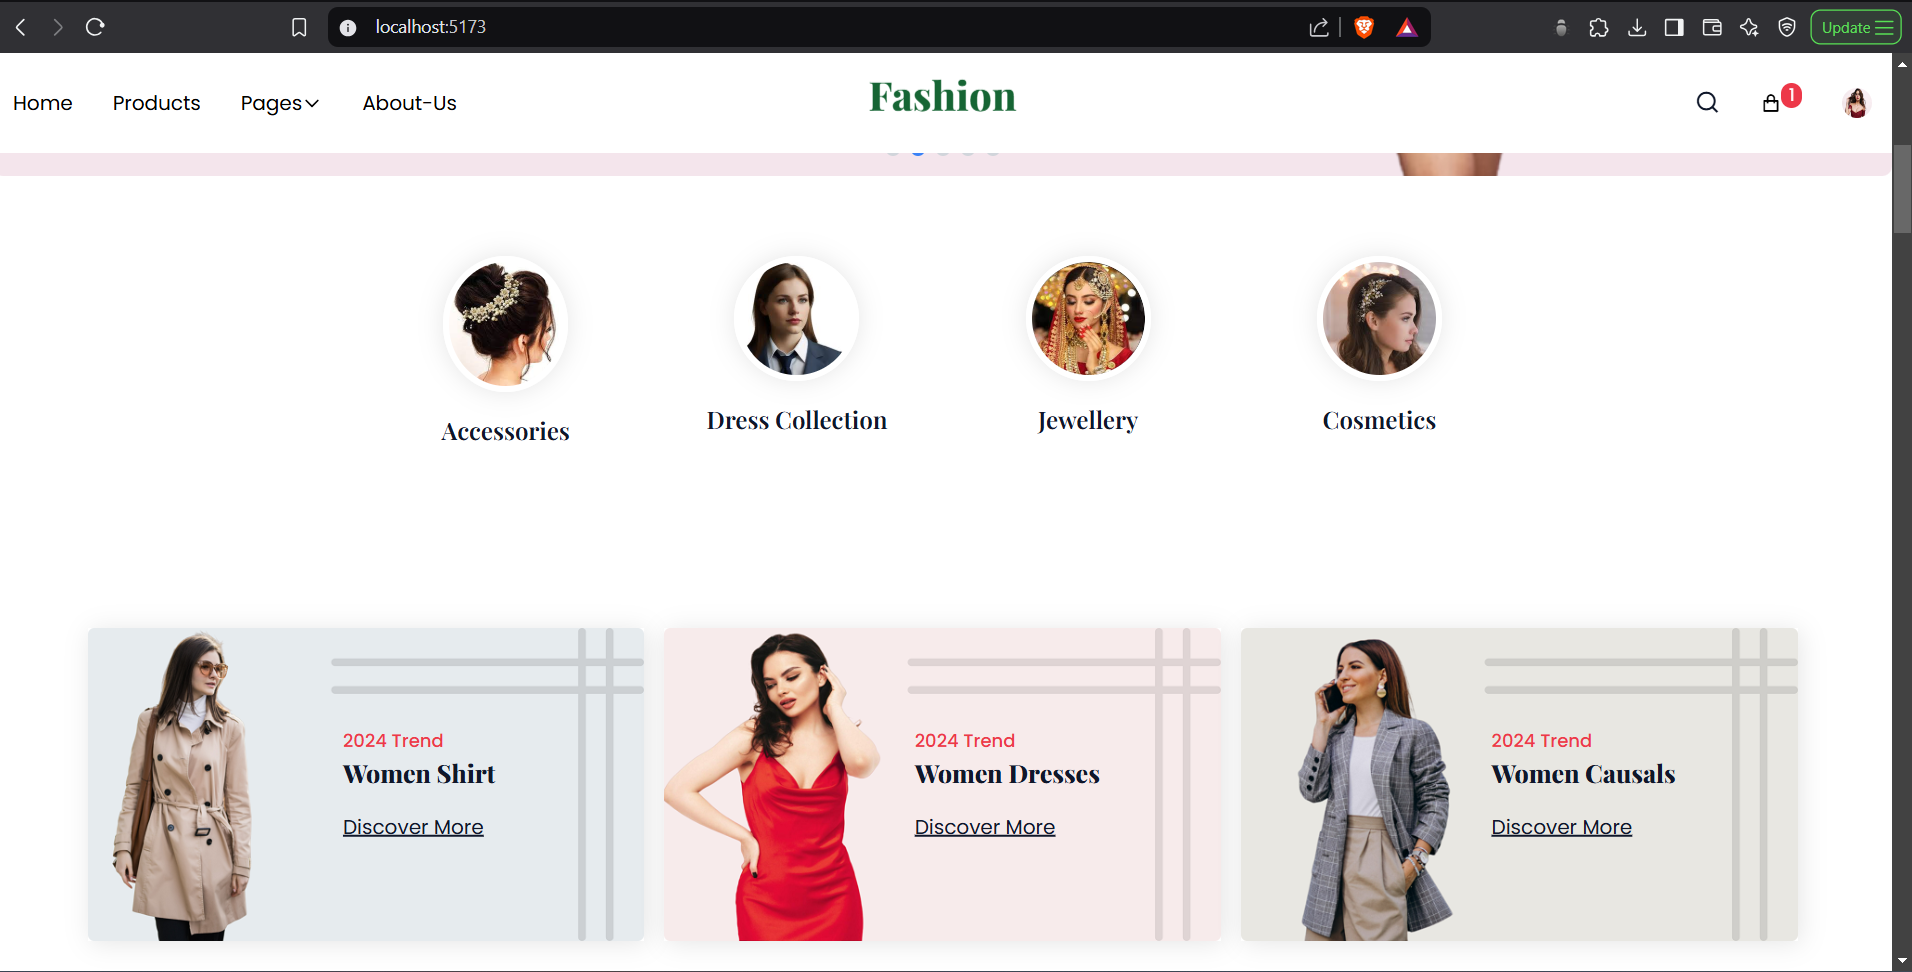 localhost:5173
Update
Home Products Pages About-Us
Fashion
1
Accessories
Dress Collection
Jewellery
Cosmetics
2024 Trend
Women Shirt
Discover More
2024 Trend
Women Dresses
Discover More
2024 Trend
Women Causals
Discover More